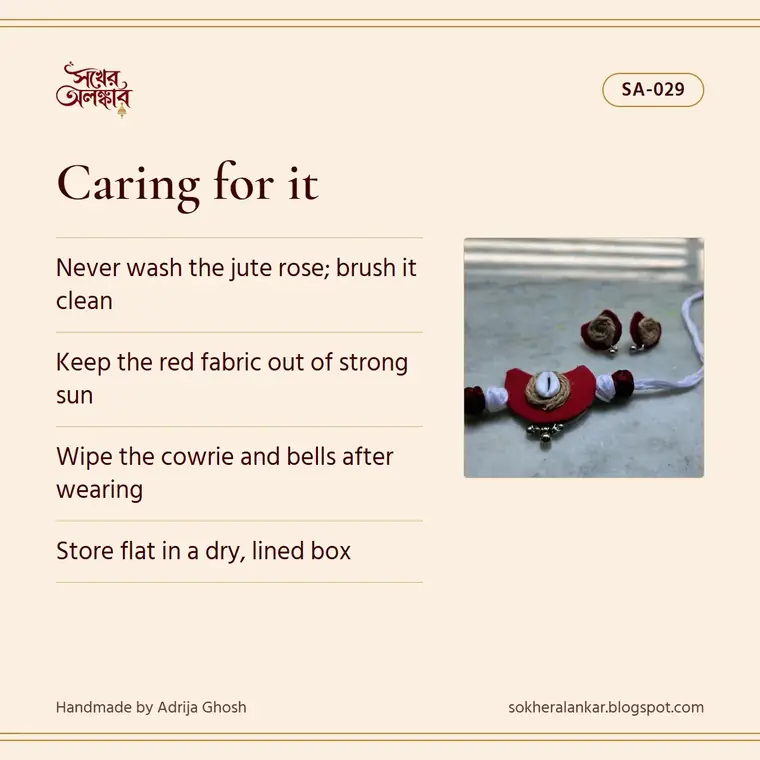 সখের
অলঙ্কার
SA-029
Caring for it
Never wash the jute rose; brush it
clean
Keep the red fabric out of strong
sun
Wipe the cowrie and bells after
wearing
Store flat in a dry, lined box
Handmade by Adrija Ghosh
sokheralankar.blogspot.com